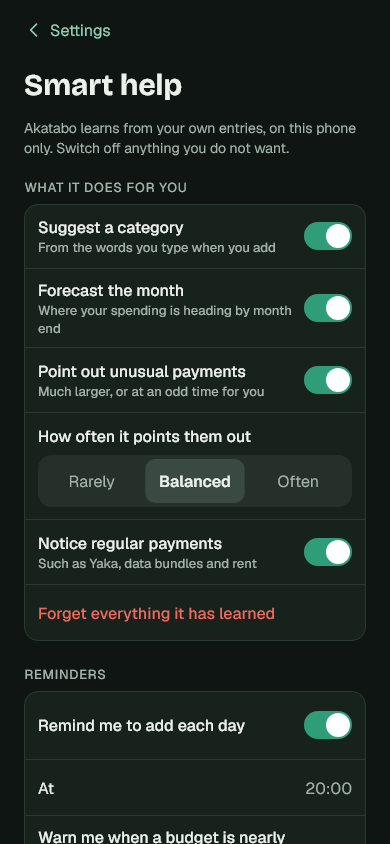 Settings
Smart help
Akatabo learns from your own entries, on this phone
only. Switch off anything you do not want.
WHAT IT DOES FOR YOU
Suggest a category
From the words you type when you add
Forecast the month
Where your spending is heading by month
end
Point out unusual payments
Much larger, or at an odd time for you
How often it points them out
Rarely Balanced Often
Notice regular payments
Such as Yaka, data bundles and rent
Forget everything it has learned
REMINDERS
Remind me to add each day
At 20:00
Warn me when a budget is nearly